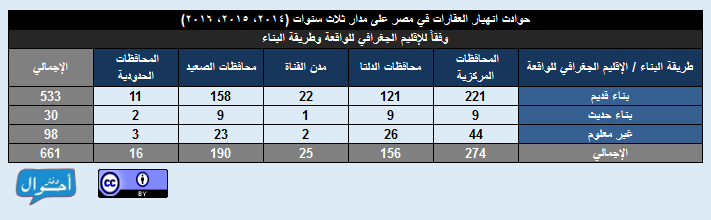 حوادث انهيار العقارات في مصر على مدار ثلاث سنوات (٢٠١٤، ٢٠١٥، ٢٠١٦)
وفقاً للإقليم الجغرافي للواقعة وطريقة البناء
طريقة البناء / الإقليم الجغرافي للواقعة المحافظات المركزية محافظات الدلتا مدن القناة محافظات الصعيد المحافظات الحدودية الإجمالي
بناء قديم 221 121 22 158 11 533
بناء حديث 9 9 1 9 2 30
غير معلوم 44 26 2 23 3 98
الإجمالي 274 156 25 190 16 661
دفتر أحوال
cc BY